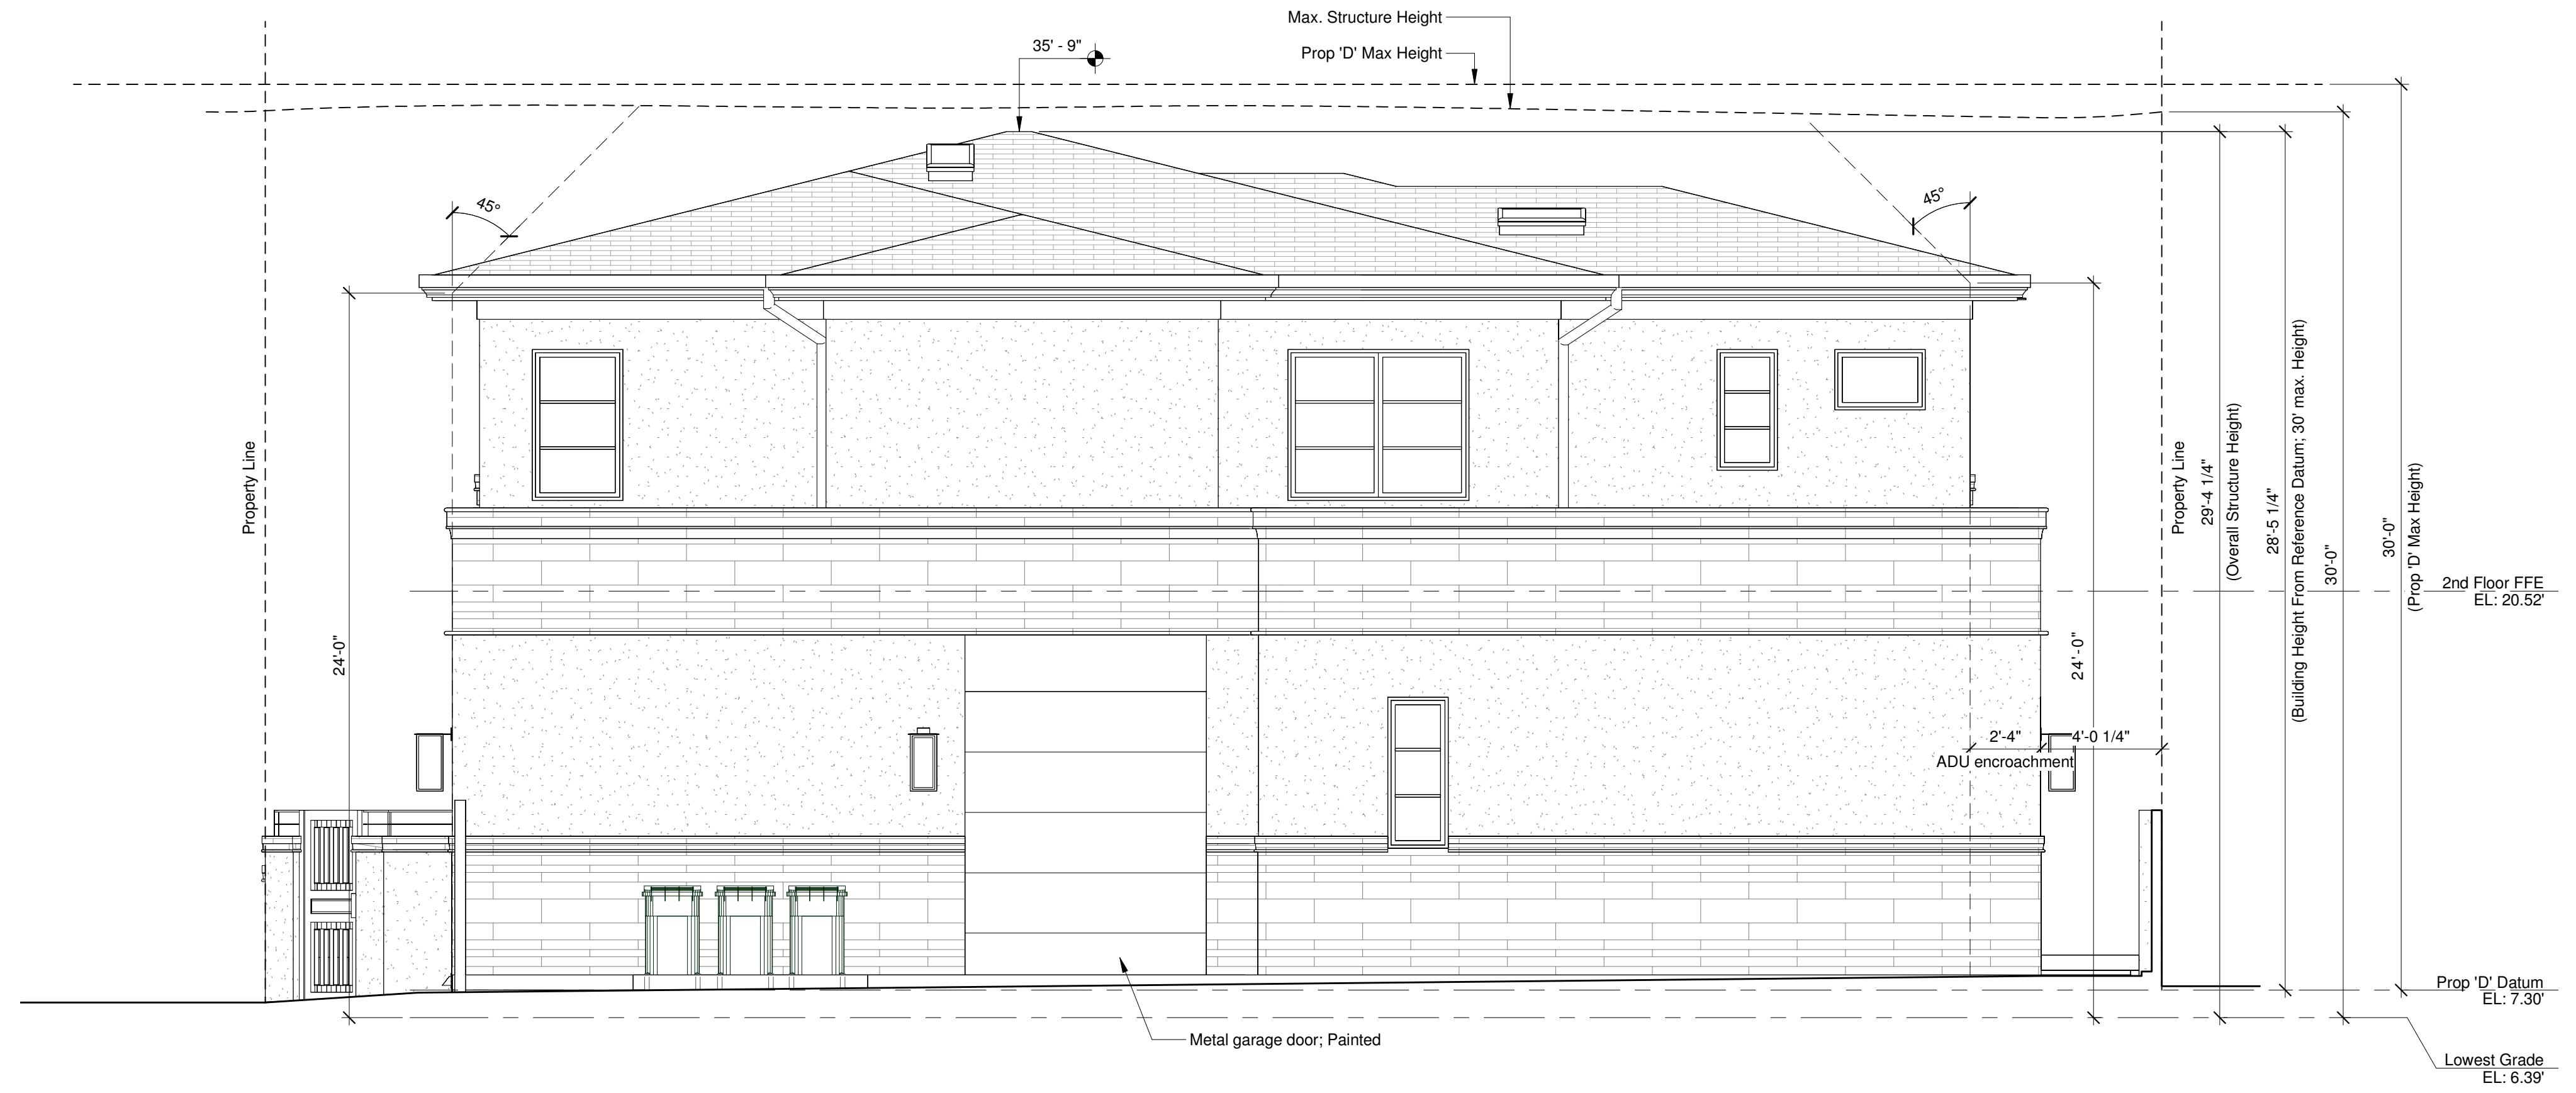 Max. Structure Height
35' - 9"
Prop 'D' Max Height
45°
45°
Property Line
24'-0"
24'-0"
2'-4"
4'-0 1/4"
ADU encroachment
Property Line
29'-4 1/4"
(Overall Structure Height)
28'-5 1/4"
(Building Height From Reference Datum; 30' max. Height)
30'-0"
30'-0"
(Prop 'D' Max Height)
2nd Floor FFE
EL: 20.52'
Prop 'D' Datum
EL: 7.30'
Metal garage door; Painted
Lowest Grade
EL: 6.39'